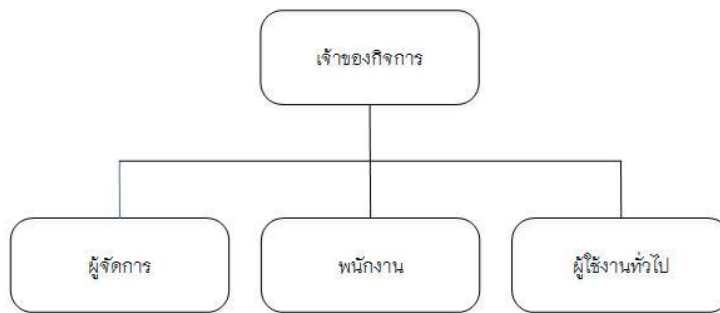 เจ้าของกิจการ
ผู้จัดการ
พนักงาน
ผู้ใช้งานทั่วไป